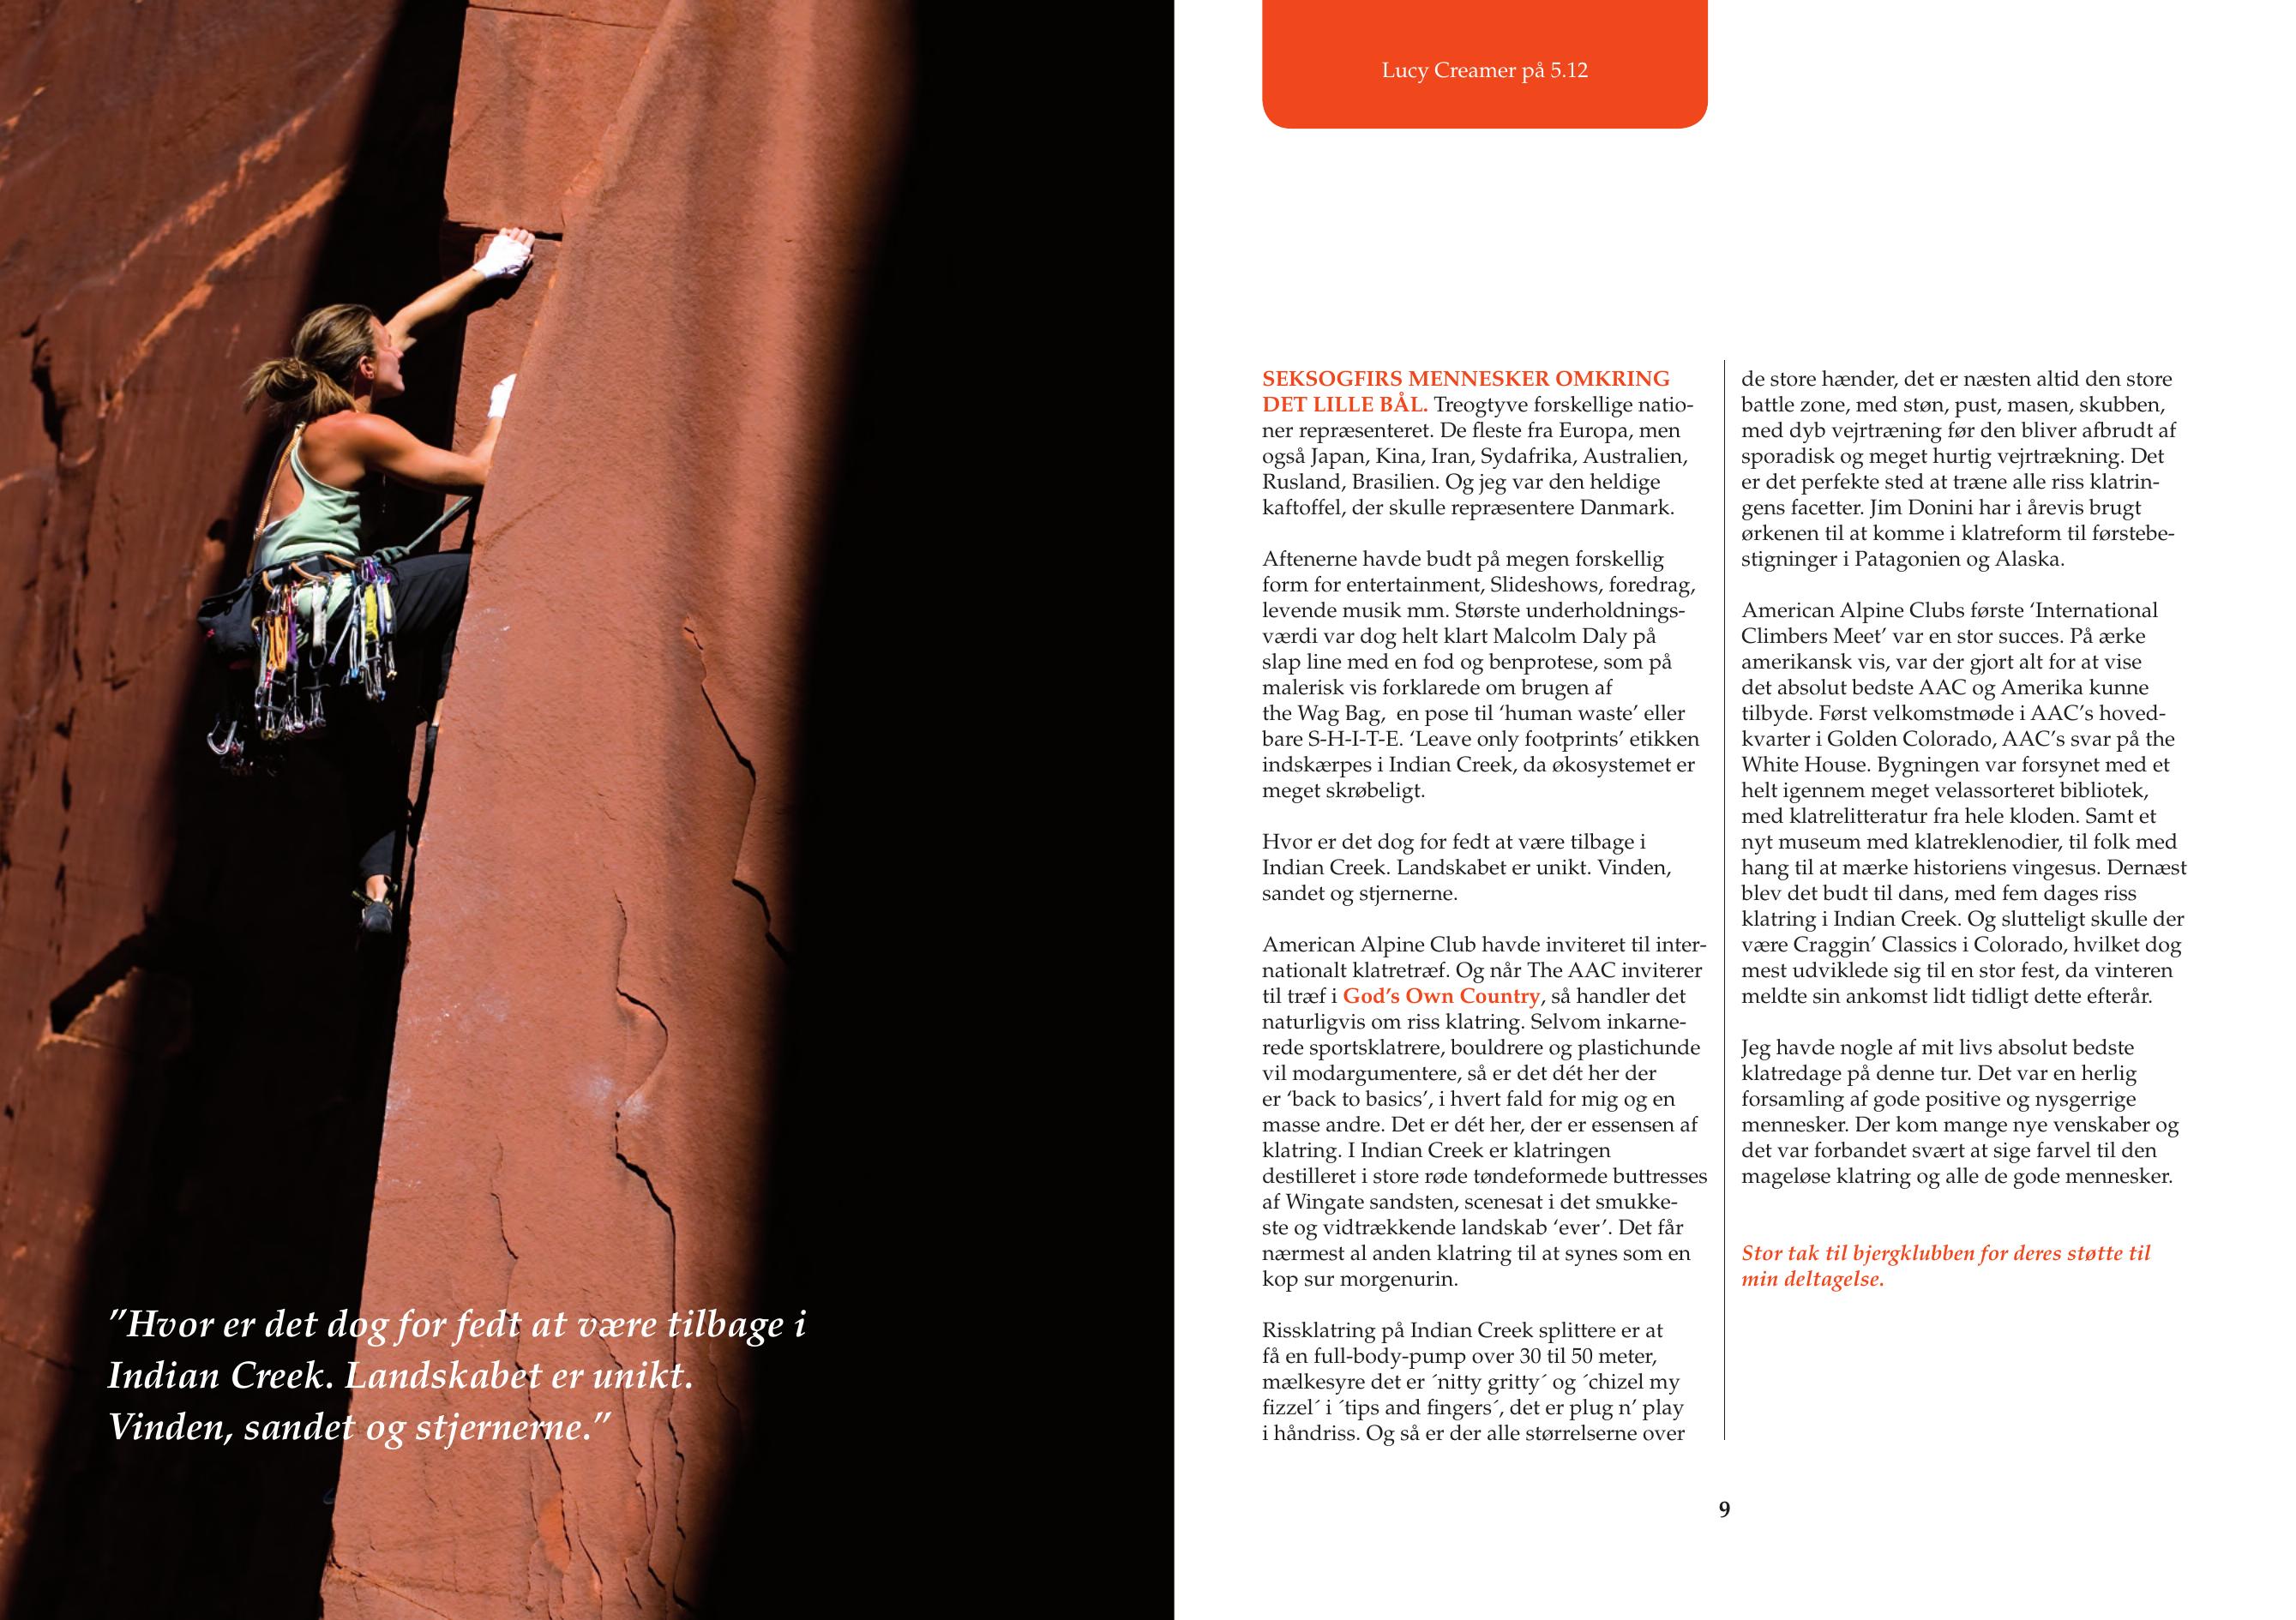 Lucy Creamer på 5.12
"Hvor er det dog for fedt at være tilbage i
Indian Creek. Landskabet er unikt.
Vinden, sandet og stjernerne."
SEKSOGFIRS MENNESKER OMKRING
DET LILLE BÅL. Treogtyve forskellige natio-
ner repræsenteret. De fleste fra Europa, men
også Japan, Kina, Iran, Sydafrika, Australien,
Rusland, Brasilien. Og jeg var den heldige
kaftoffel, der skulle repræsentere Danmark.
Aftenerne havde budt på megen forskellig
form for entertainment, Slideshows, foredrag,
levende musik mm. Største underholdnings-
værdi var dog helt klart Malcolm Daly på
slap line med en fod og benprotese, som på
malerisk vis forklarede om brugen af
the Wag Bag,  en pose til ‘human waste’ eller
bare S-H-I-T-E. ‘Leave only footprints’ etikken
indskærpes i Indian Creek, da økosystemet er
meget skrøbeligt.
Hvor er det dog for fedt at være tilbage i
Indian Creek. Landskabet er unikt. Vinden,
sandet og stjernerne.
American Alpine Club havde inviteret til inter-
nationalt klatretræf. Og når The AAC inviterer
til træf i God’s Own Country, så handler det
naturligvis om riss klatring. Selvom inkarne-
rede sportsklatrere, bouldrere og plastichunde
vil modargumentere, så er det dét her der
er ‘back to basics’, i hvert fald for mig og en
masse andre. Det er dét her, der er essensen af
klatring. I Indian Creek er klatringen
destilleret i store røde tøndeformede buttresses
af Wingate sandsten, scenesat i det smukke-
ste og vidtrækkende landskab ‘ever’. Det får
nærmest al anden klatring til at synes som en
kop sur morgenurin.
Rissklatring på Indian Creek splittere er at
få en full-body-pump over 30 til 50 meter,
mælkesyre det er ´nitty gritty´ og ´chizel my
fizzel´ i ´tips and fingers´, det er plug n’ play
i håndriss. Og så er der alle størrelserne over
de store hænder, det er næsten altid den store
battle zone, med støn, pust, masen, skubben,
med dyb vejrtræning før den bliver afbrudt af
sporadisk og meget hurtig vejrtrækning. Det
er det perfekte sted at træne alle riss klatrin-
gens facetter. Jim Donini har i årevis brugt
ørkenen til at komme i klatreform til førstebe-
stigninger i Patagonien og Alaska.
American Alpine Clubs første ‘International
Climbers Meet’ var en stor succes. På ærke
amerikansk vis, var der gjort alt for at vise
det absolut bedste AAC og Amerika kunne
tilbyde. Først velkomstmøde i AAC’s hoved-
kvarter i Golden Colorado, AAC’s svar på the
White House. Bygningen var forsynet med et
helt igennem meget velassorteret bibliotek,
med klatrelitteratur fra hele kloden. Samt et
nyt museum med klatreklenodier, til folk med
hang til at mærke historiens vingesus. Dernæst
blev det budt til dans, med fem dages riss
klatring i Indian Creek. Og slutteligt skulle der
være Craggin’ Classics i Colorado, hvilket dog
mest udviklede sig til en stor fest, da vinteren
meldte sin ankomst lidt tidligt dette efterår.
Jeg havde nogle af mit livs absolut bedste
klatredage på denne tur. Det var en herlig
forsamling af gode positive og nysgerrige
mennesker. Der kom mange nye venskaber og
det var forbandet svært at sige farvel til den
mageløse klatring og alle de gode mennesker.
Stor tak til bjergklubben for deres støtte til
min deltagelse.
9